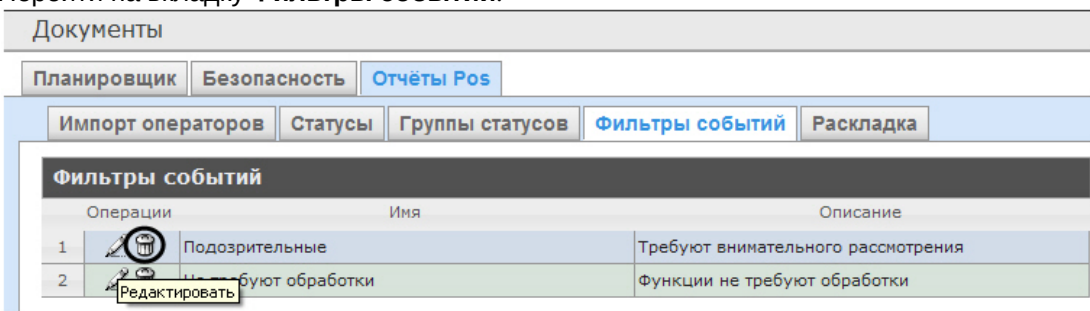 Документы
Планировщик Безопасность Отчёты Pos
Импорт операторов Статусы Группы статусов Фильтры событий Раскладка
Фильтры событий
Операции Имя Описание
1 Подозрительные Требуют внимательного рассмотрения
2 требуют обработки Функции не требуют обработки
Редактировать